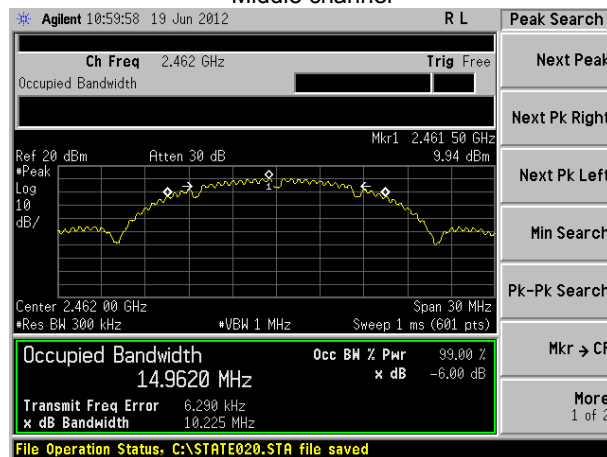 Middle channel
Agilent 10:59:58 19 Jun 2012 R L
Peak Search
Ch Freq 2.462 GHz Trig Free
Occupied Bandwidth
Next Peak
Next Pk Right
Mkr1 2.461 50 GHz
Ref 20 dBm Atten 30 dB 9.94 dBm
#Peak
Log
10
dB/
1
Next Pk Left
Min Search
Pk-Pk Search
Center 2.462 00 GHz Span 30 MHz
#Res BW 300 kHz #VBW 1 MHz Sweep 1 ms (601 pts)
Occupied Bandwidth Occ BW % Pwr 99.00 %
14.9620 MHz x dB -6.00 dB
Mkr → CF
Transmit Freq Error 6.290 kHz
x dB Bandwidth 10.225 MHz
More
1 of 2
File Operation Status, C:\STATE020.STA file saved